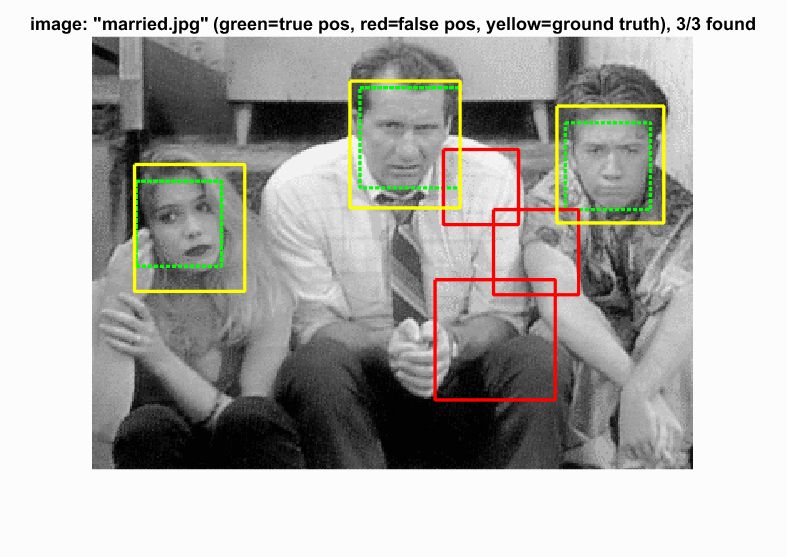 image: "married.jpg" (green=true pos, red=false pos, yellow=ground truth), 3/3 found